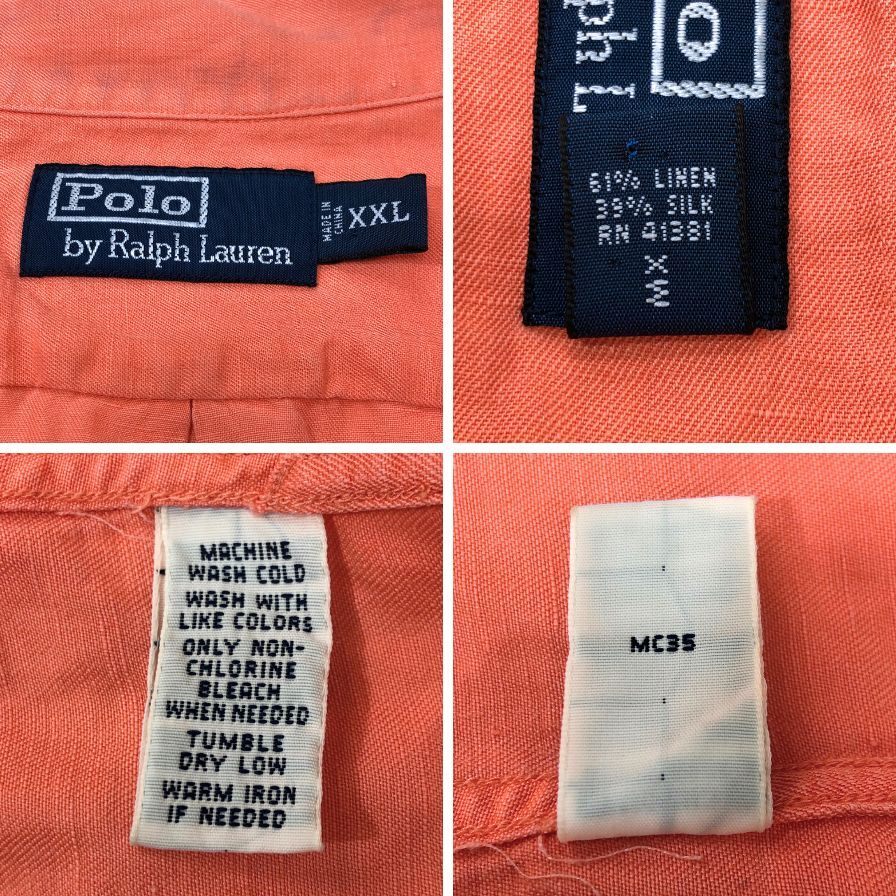 Polo
by Ralph Lauren
MADE IN
CHINA
XXL
ph L
o
61% LINEN
39% SILK
RN 41381
X
M
MACHINE
WASH COLD
WASH WITH
LIKE COLORS
ONLY NON-
CHLORINE
BLEACH
WHEN NEEDED
TUMBLE
DRY LOW
WARM IRON
IF NEEDED
MC35